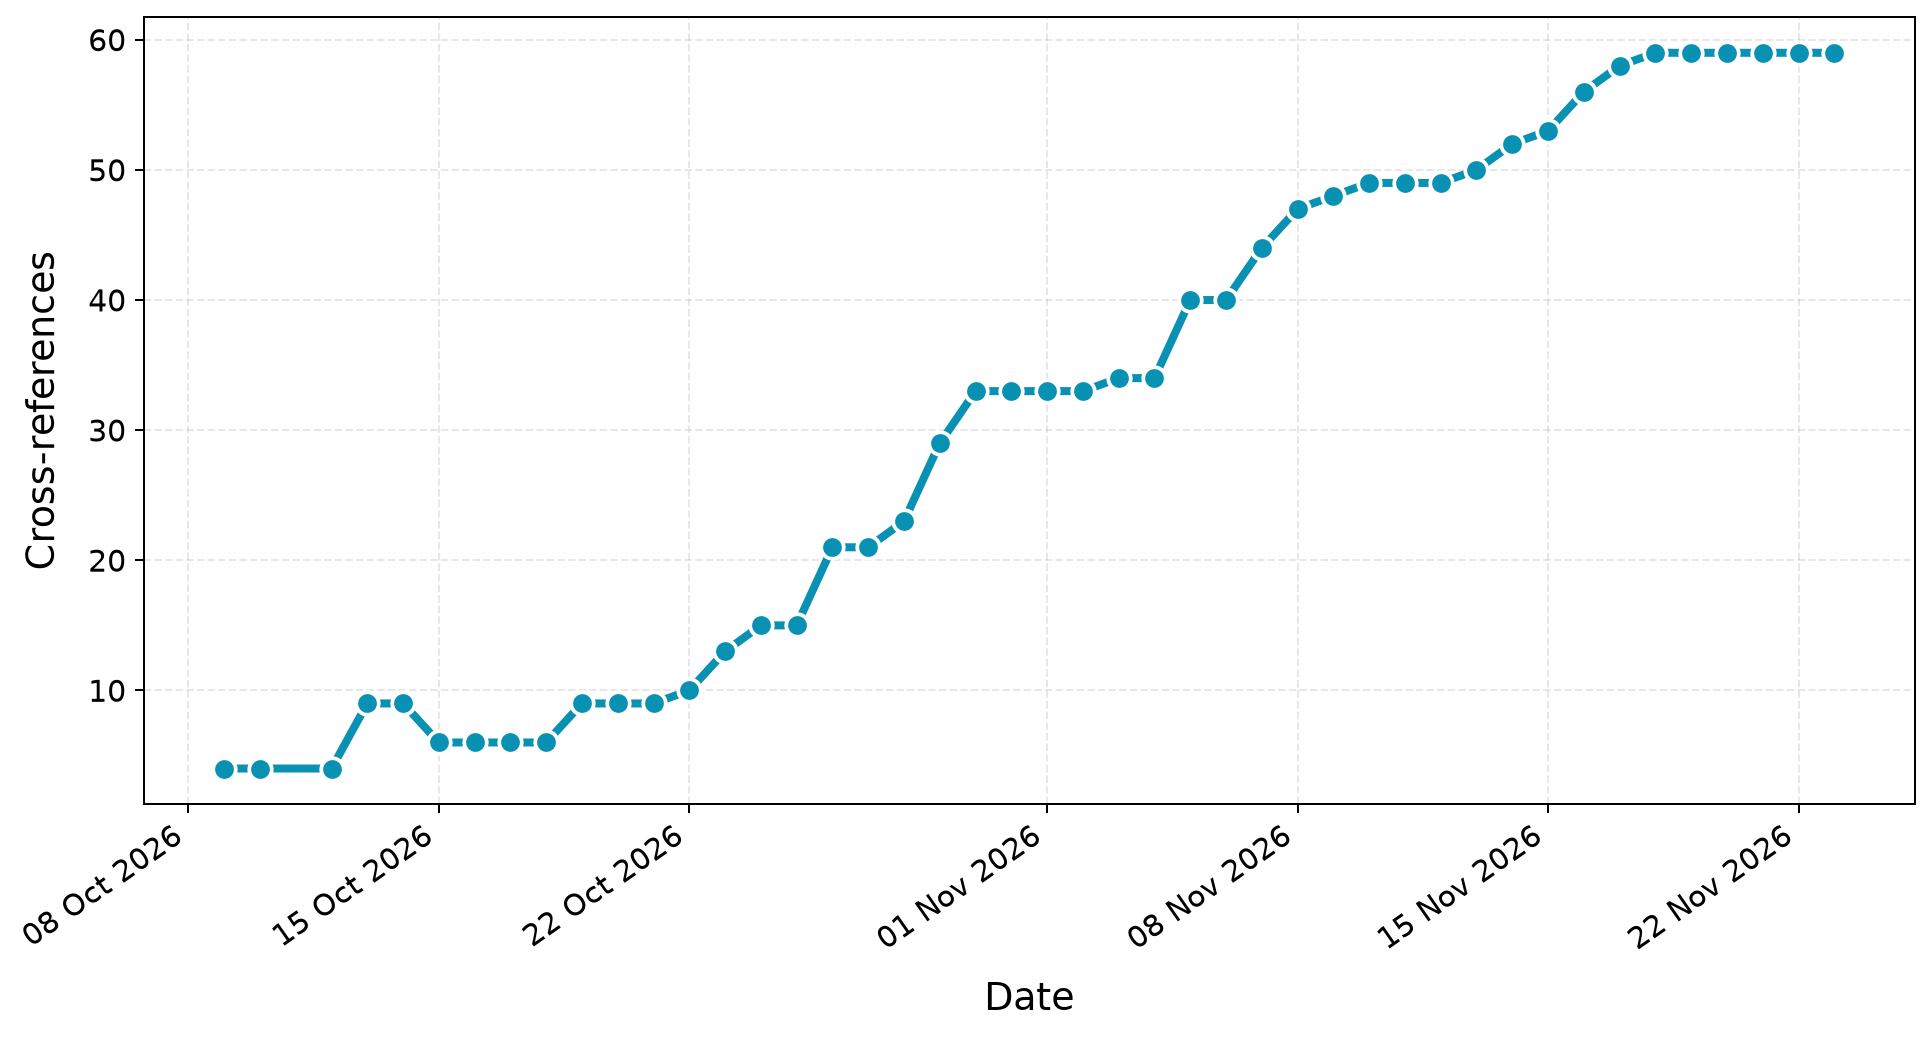 60
50
40
30
20
10
Cross-references
08 Oct 2026
15 Oct 2026
22 Oct 2026
01 Nov 2026
08 Nov 2026
15 Nov 2026
22 Nov 2026
Date